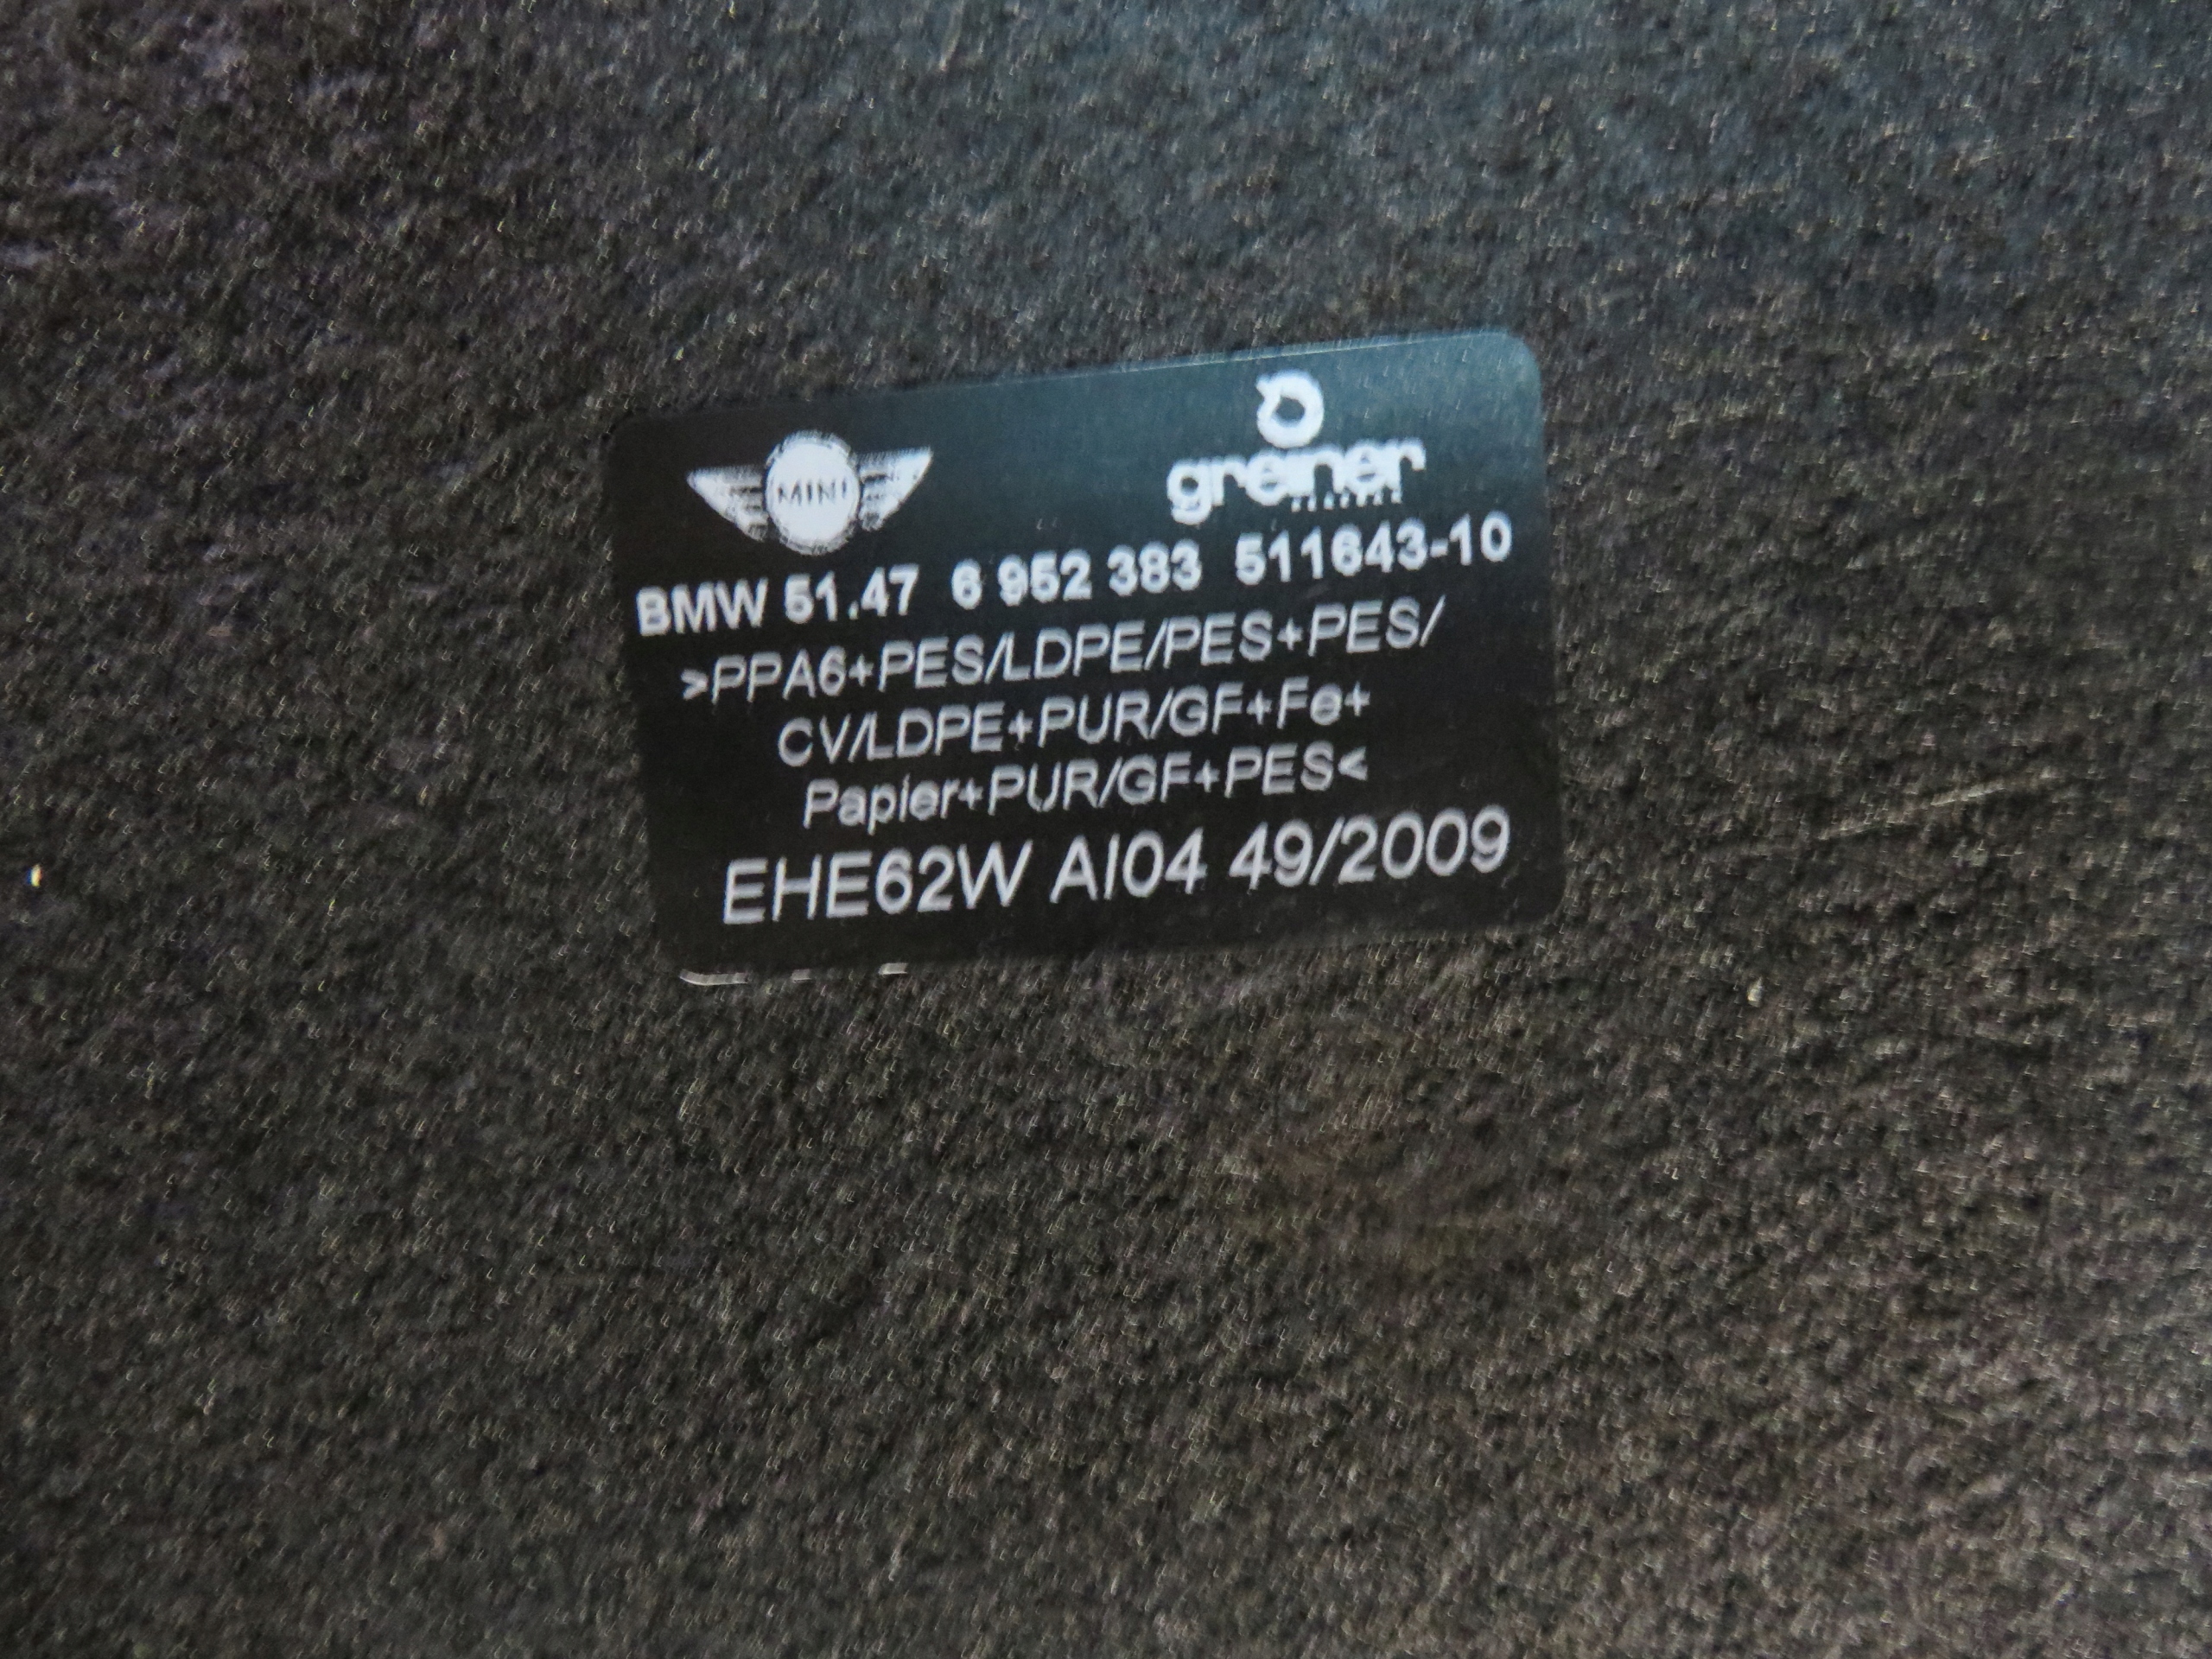 MINI
greiner
BMW 51.47 6 952 383 511643-10
>PPA6+PES/LDPE/PES+PES/
CV/LDPE+PUR/GF+Fe+
Papier+PUR/GF+PES<
EHE62W AI04 49/2009